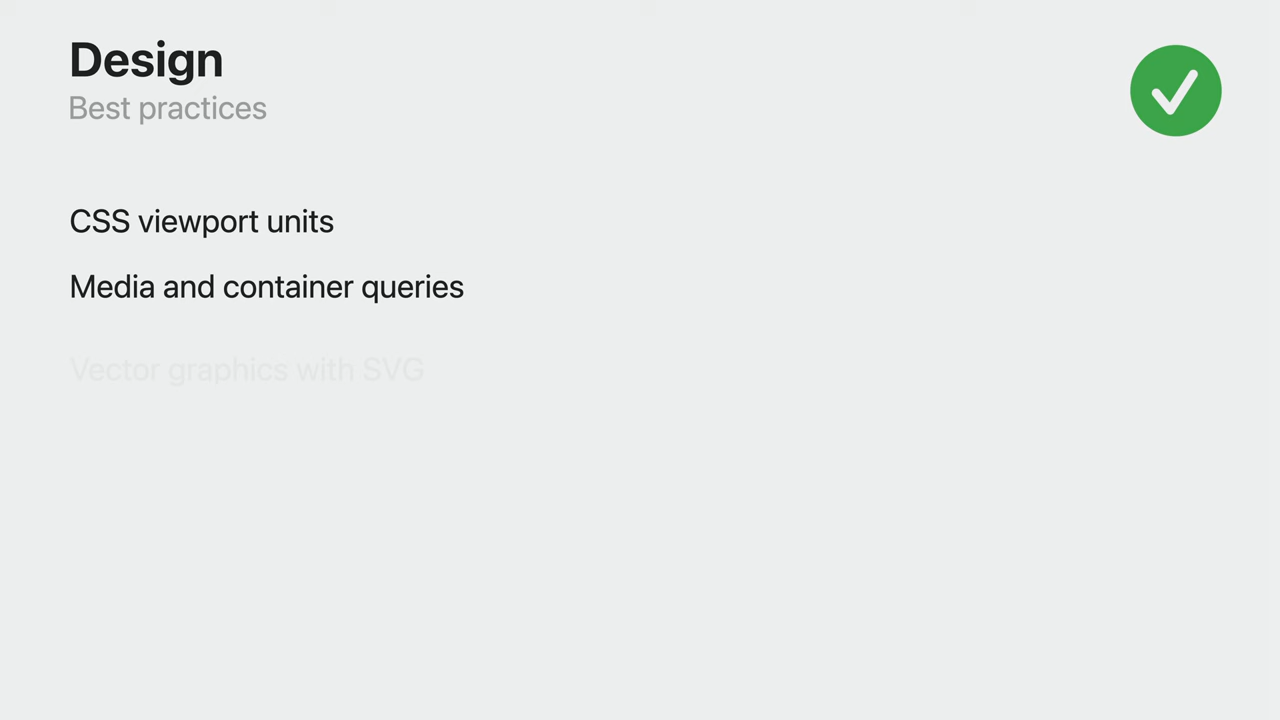 Design
Best practices
CSS viewport units
Media and container queries
Vector graphics with SVG